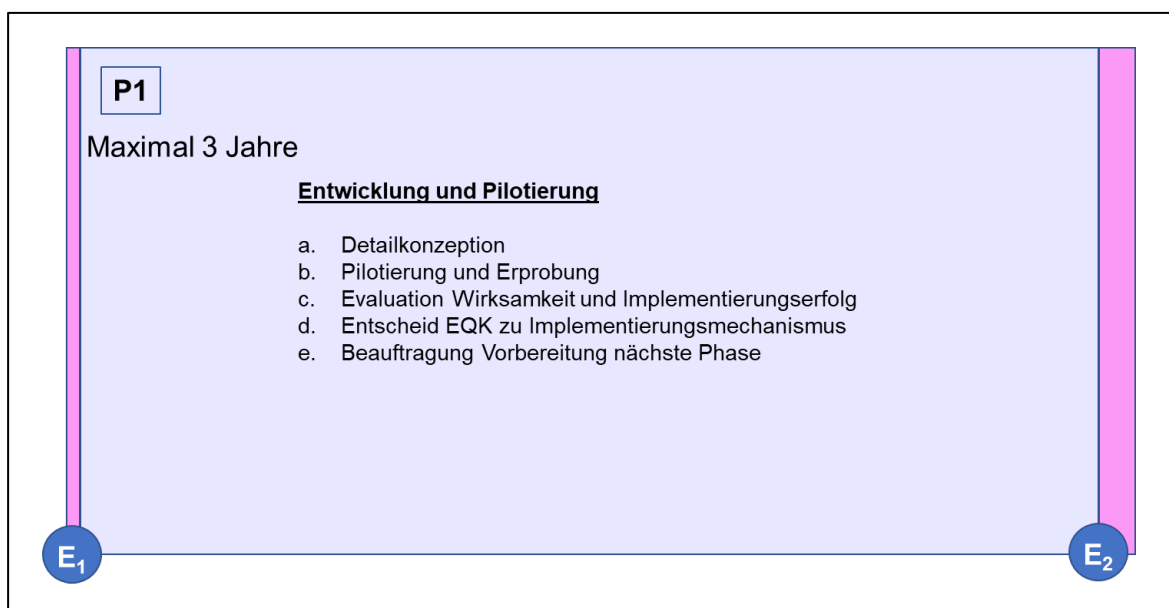 P1
Maximal 3 Jahre
Entwicklung und Pilotierung
a. Detailkonzeption
b. Pilotierung und Erprobung
c. Evaluation Wirksamkeit und Implementierungserfolg
d. Entscheid EQK zu Implementierungsmechanismus
e. Beauftragung Vorbereitung nächste Phase
E₁
E₂